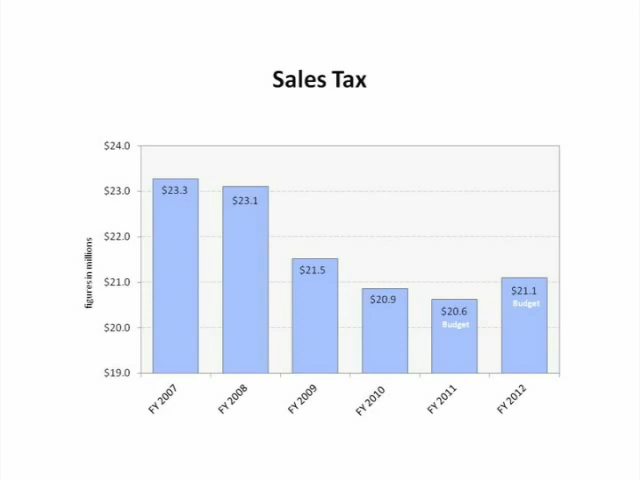 Sales Tax
$24.0
$23.0
$22.0
$21.0
$20.0
$19.0
figures in millions
$23.3
$23.1
$21.5
$20.9
$20.6
Budget
$21.1
Budget
FY 2007
FY 2008
FY 2009
FY 2010
FY 2011
FY 2012